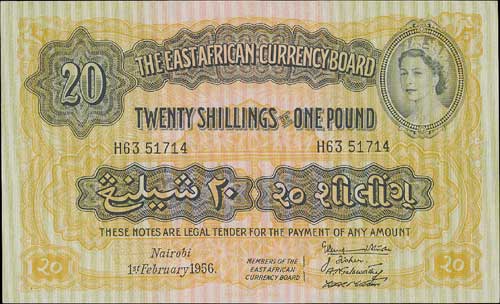 20
THE EAST AFRICAN CURRENCY BOARD
TWENTY SHILLINGS OR ONE POUND
H63 51714
H63 51714
٢٠ شيلينڠ
૨૦ શીલીંગ
THESE NOTES ARE LEGAL TENDER FOR THE PAYMENT OF ANY AMOUNT
Nairobi
1st February 1956.
MEMBERS OF THE
EAST AFRICAN
CURRENCY BOARD
20
20